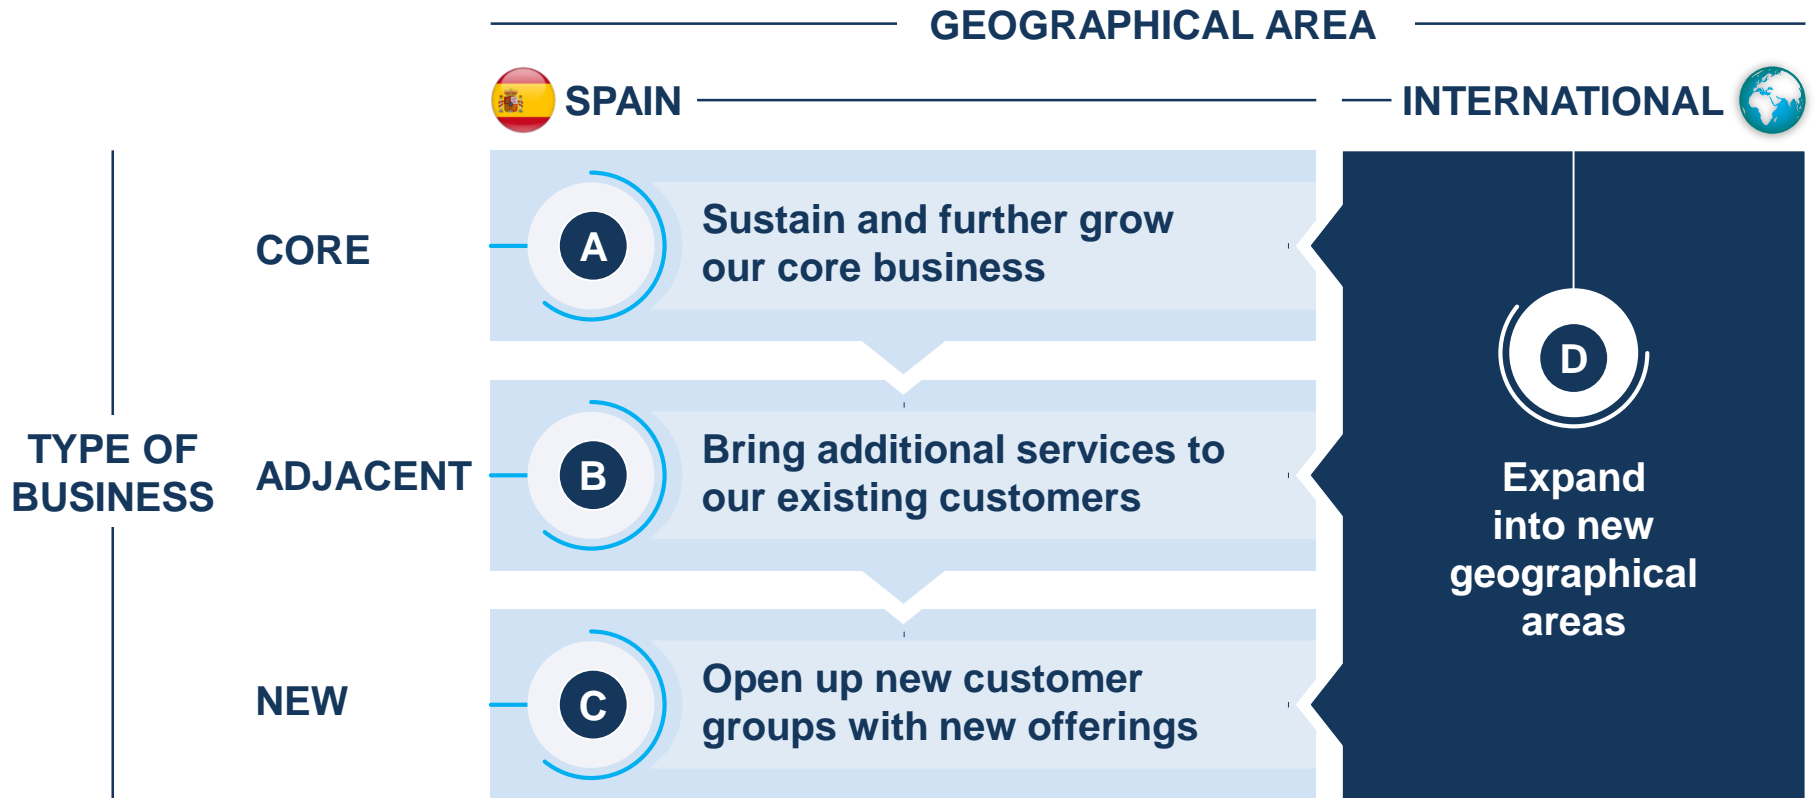 GEOGRAPHICAL AREA
SPAIN
INTERNATIONAL
TYPE OF
BUSINESS
CORE
A
Sustain and further grow
our core business
ADJACENT
B
Bring additional services to
our existing customers
NEW
C
Open up new customer
groups with new offerings
D
Expand
into new
geographical
areas